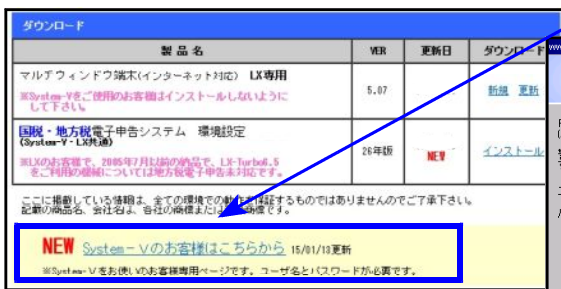 ダウンロード
製品名 VER 更新日 ダウンロード
マルチウィンドウ端末(インターネット対応) LX専用
※System-Vをご使用のお客様はインストールしないように
して下さい。
5.07
新規 更新
国税・地方税電子申告システム 環境設定
(System-V・LX共通)
※LXのお客様で、2005年7月以前の納品で、LX-Turbo6.5
をご利用の機械については地方税電子申告未対応です。
26年版
NEW
インストール
ここに掲載している情報は、全ての環境での動作を保証するものではありませんのでご了承下さい。
記載の商品名、会社名は、各社の商標または 商標です。
NEW System-Vのお客様はこちらから 15/01/13更新
※System-Vをお使いのお客様専用ページです。ユーザ名とパスワードが必要です。